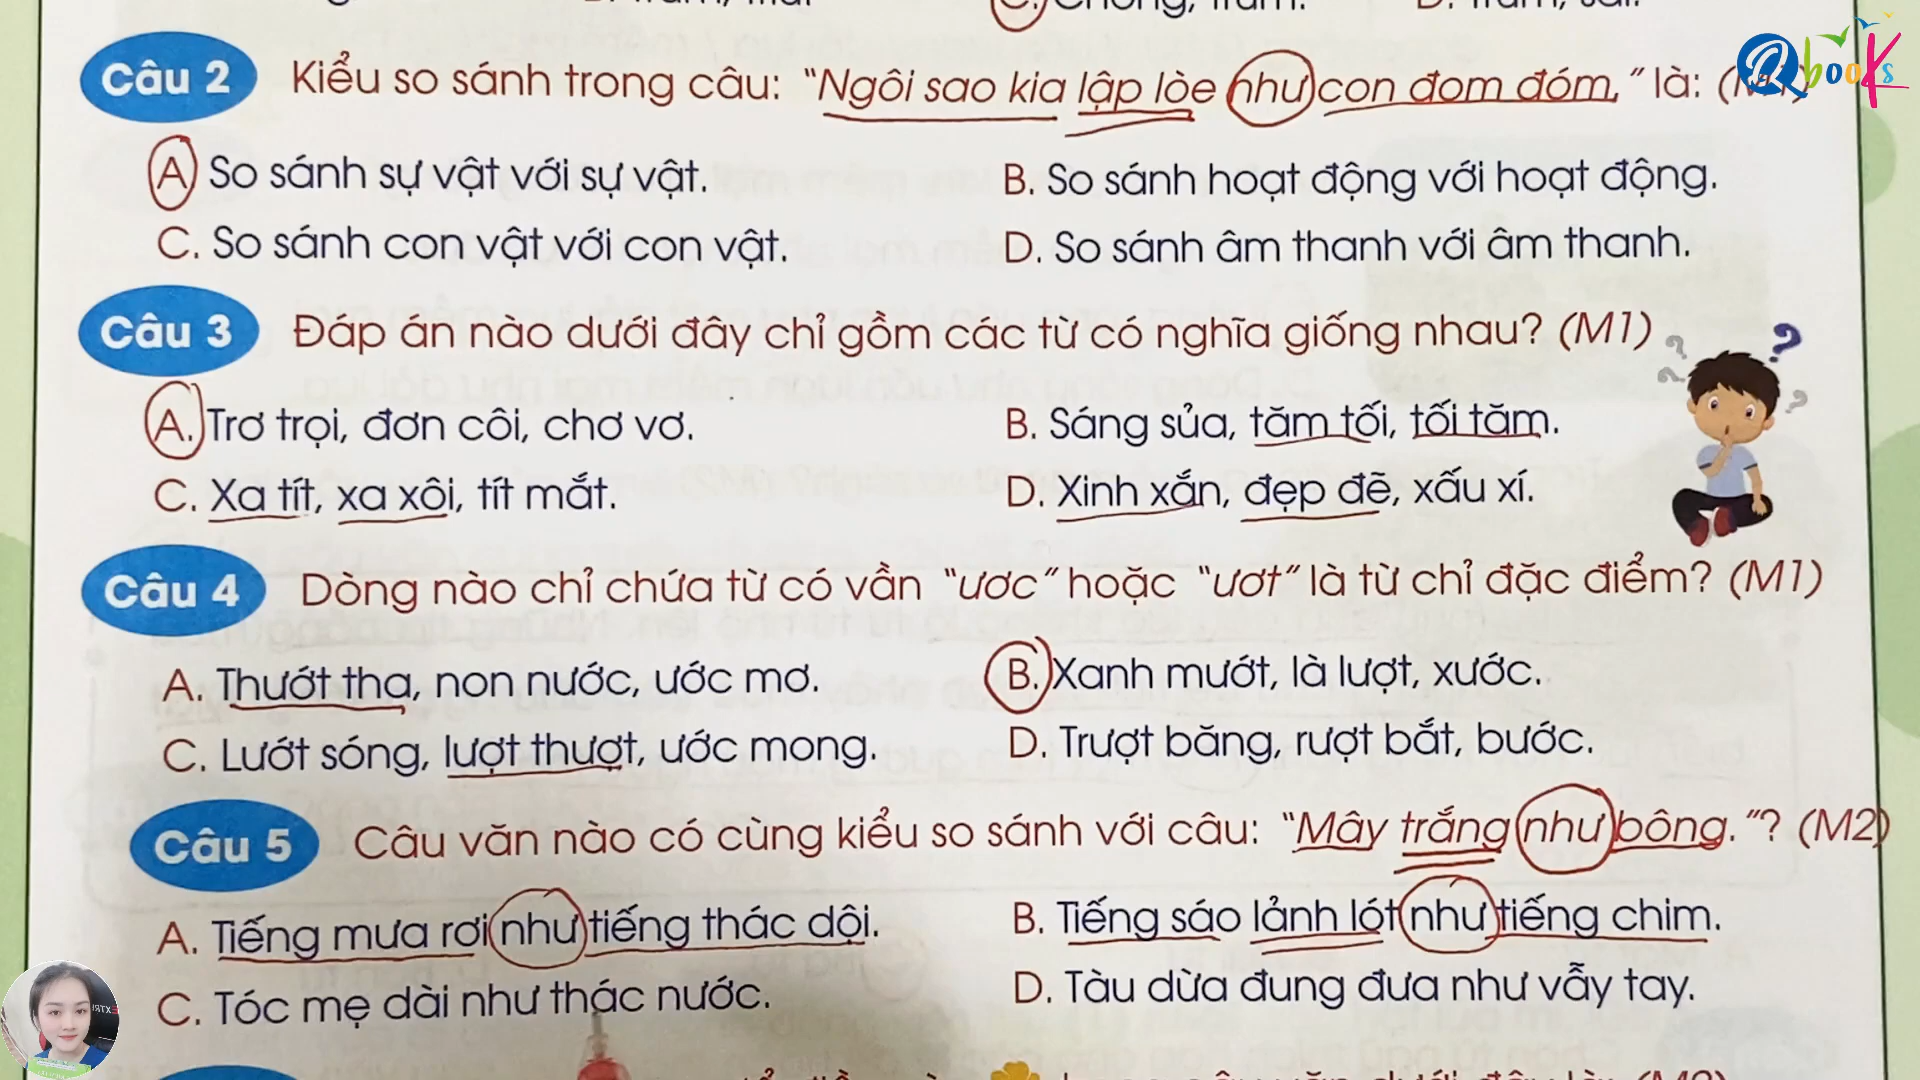 Qbooks
Câu 2 Kiểu so sánh trong câu: “Ngôi sao kia lập lòe như con đom đóm,” là:
A. So sánh sự vật với sự vật. B. So sánh hoạt động với hoạt động.
C. So sánh con vật với con vật. D. So sánh âm thanh với âm thanh.
Câu 3 Đáp án nào dưới đây chỉ gồm các từ có nghĩa giống nhau? (M1)
A. Trơ trọi, đơn côi, chơ vơ. B. Sáng sủa, tăm tối, tối tăm.
C. Xa tít, xa xôi, tít mắt. D. Xinh xắn, đẹp đẽ, xấu xí.
Câu 4 Dòng nào chỉ chứa từ có vần “ươc” hoặc “ươt” là từ chỉ đặc điểm? (M1)
A. Thướt tha, non nước, ước mơ. B. Xanh mướt, là lượt, xước.
C. Lướt sóng, lượt thượt, ước mong. D. Trượt băng, rượt bắt, bước.
Câu 5 Câu văn nào có cùng kiểu so sánh với câu: “Mây trắng như bông.”? (M2)
A. Tiếng mưa rơi như tiếng thác dội. B. Tiếng sáo lảnh lót như tiếng chim.
C. Tóc mẹ dài như thác nước. D. Tàu dừa đung đưa như vẫy tay.